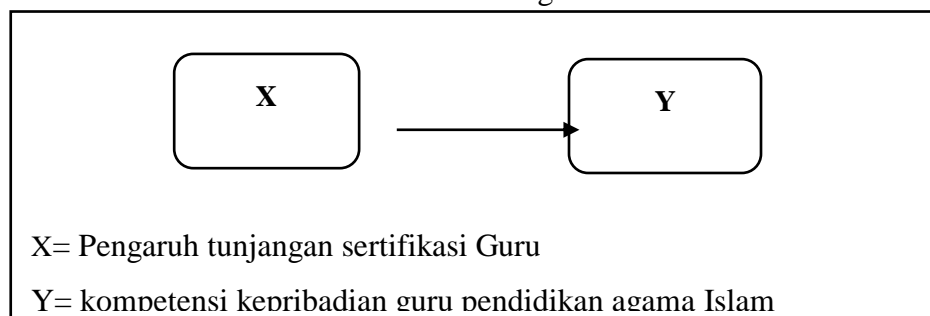 X
Y
X= Pengaruh tunjangan sertifikasi Guru
Y= kompetensi kepribadian guru pendidikan agama Islam